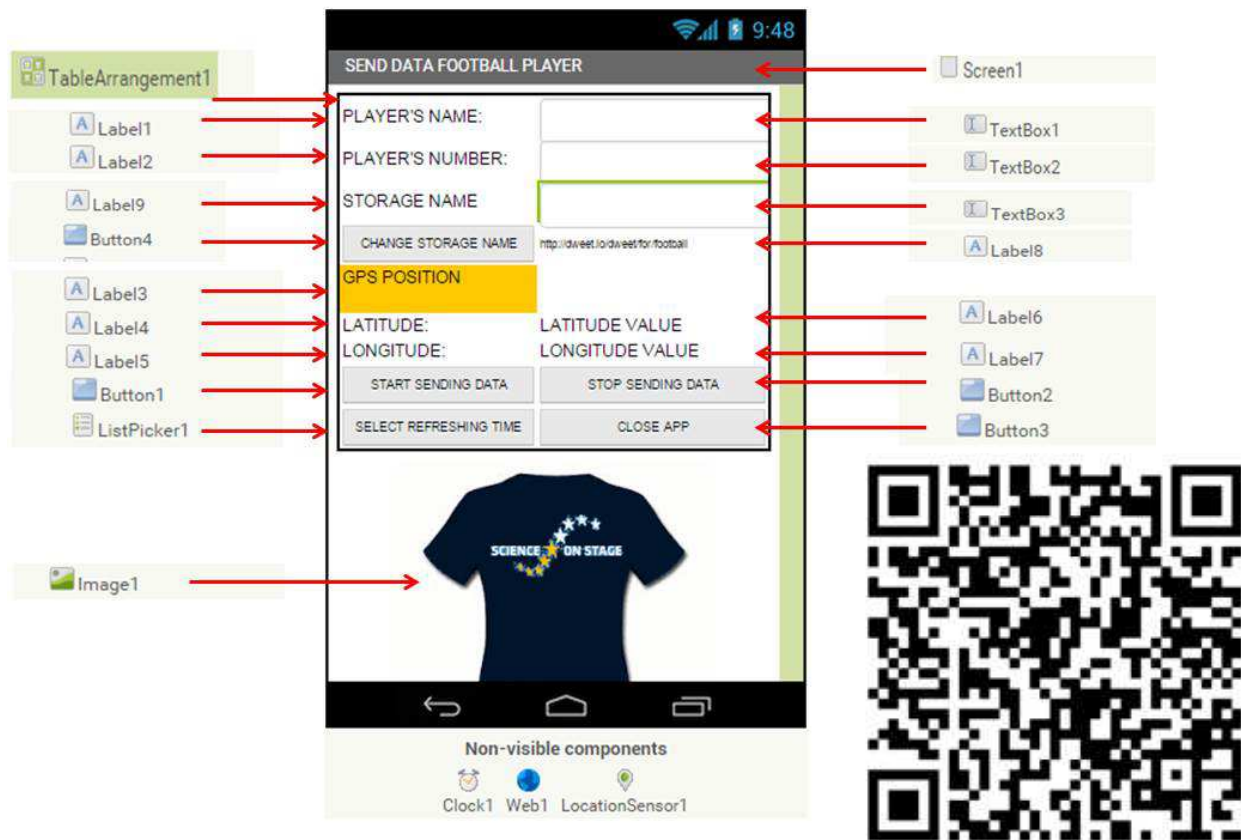 9:48
SEND DATA FOOTBALL PLAYER
Screen1
TableArrangement1
PLAYER'S NAME:
Label1
TextBox1
Label2
PLAYER'S NUMBER:
TextBox2
Label9
STORAGE NAME
TextBox3
Button4
CHANGE STORAGE NAME
http://dweet.io/dweet/for/football
Label8
Label3
GPS POSITION
Label4
LATITUDE:
LATITUDE VALUE
Label6
Label5
LONGITUDE:
LONGITUDE VALUE
Label7
Button1
START SENDING DATA
STOP SENDING DATA
Button2
ListPicker1
SELECT REFRESHING TIME
CLOSE APP
Button3
SCIENCE ON STAGE
Image1
Non-visible components
Clock1 Web1 LocationSensor1